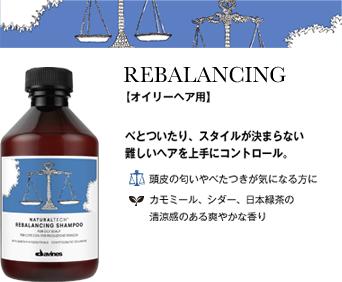 REBALANCING
【オイリーヘア用】
べとついたり、スタイルが決まらない
難しいヘアを上手にコントロール。
頭皮の匂いやべたつきが気になる方に
カモミール、シダー、日本緑茶の
清涼感のある爽やかな香り
NATURALTECH
REBALANCING SHAMPOO
FOR OILY SCALP
davines